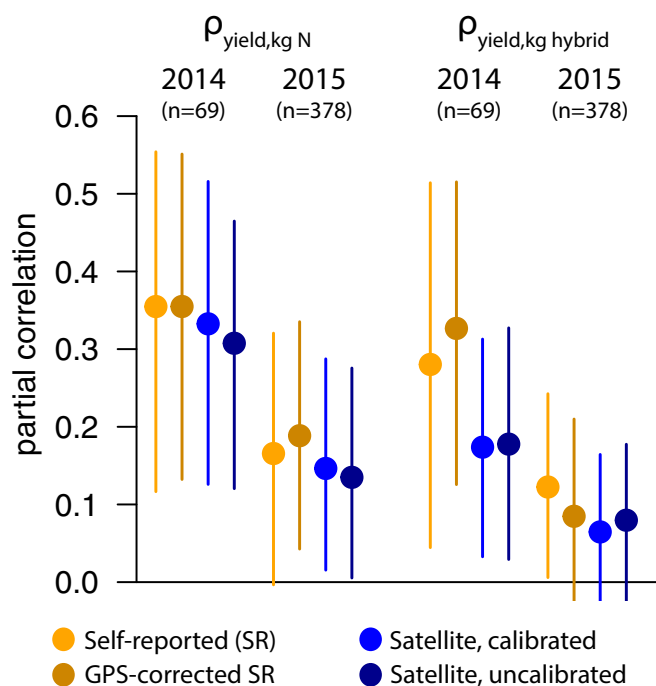 ρyield,kg N
ρyield,kg hybrid
2014
2015
2014
2015
(n=69)
(n=378)
(n=69)
(n=378)
0.6
0.5
0.4
0.3
0.2
0.1
0.0
partial correlation
Self-reported (SR)
Satellite, calibrated
GPS-corrected SR
Satellite, uncalibrated